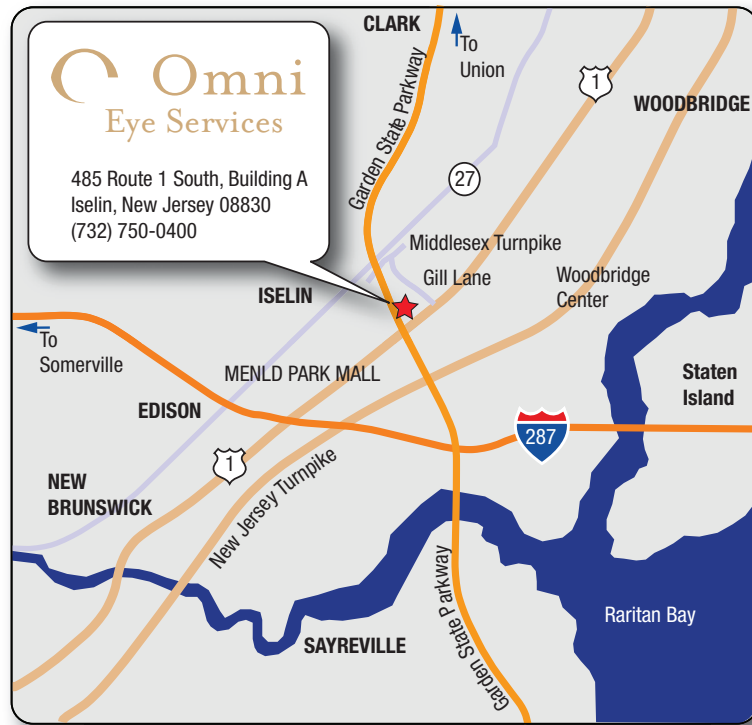 CLARK
To
Union
1
WOODBRIDGE
Omni
Eye Services
485 Route 1 South, Building A
Iselin, New Jersey 08830
(732) 750-0400
Garden State Parkway
27
Middlesex Turnpike
Gill Lane
Woodbridge
Center
ISELIN
To
Somerville
MENLD PARK MALL
Staten
Island
EDISON
287
1
NEW
BRUNSWICK
New Jersey Turnpike
Garden State Parkway
Raritan Bay
SAYREVILLE